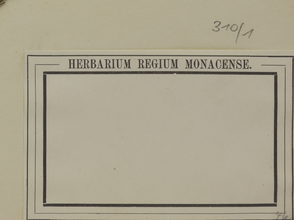 310/1
HERBARIUM REGIUM MONACENSE.